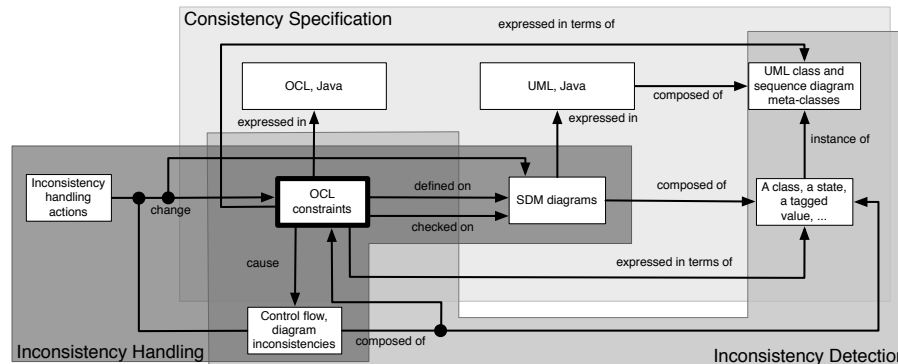 Consistency Specification
expressed in terms of
OCL, Java
UML, Java
UML class and
sequence diagram
meta-classes
composed of
expressed in
expressed in
instance of
Inconsistency
handling
actions
change
OCL
constraints
defined on
checked on
SDM diagrams
composed of
A class, a state,
a tagged
value, ...
cause
expressed in terms of
Control flow,
diagram
inconsistencies
composed of
Inconsistency Handling
Inconsistency Detection